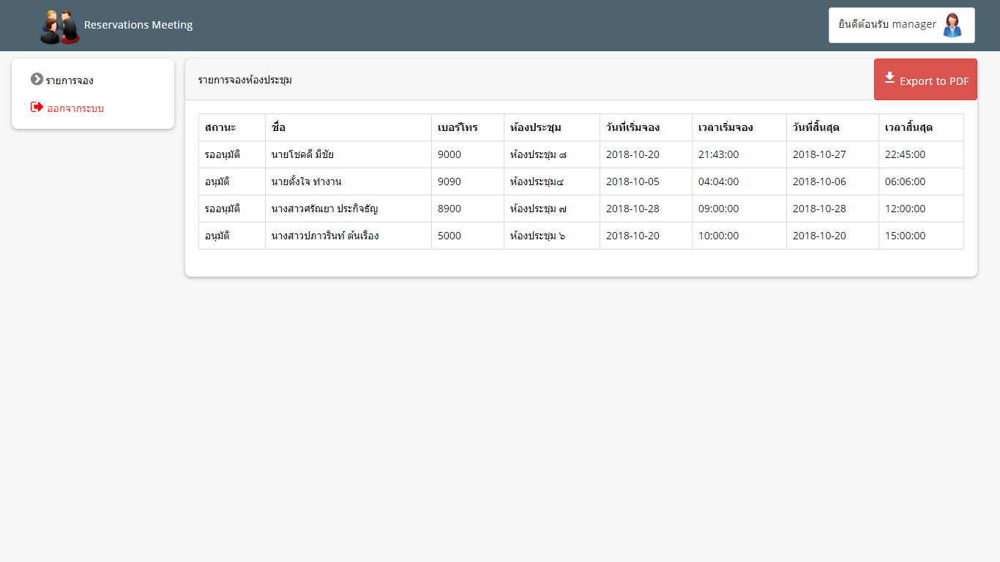 Reservations Meeting
ยินดีต้อนรับ manager
รายการจอง
ออกจากระบบ
รายการจองห้องประชุม
Export to PDF
สถานะ ชื่อ เบอร์โทร ห้องประชุม วันที่เริ่มจอง เวลาเริ่มจอง วันที่สิ้นสุด เวลาสิ้นสุด
รออนุมัติ นายโชคดี มีชัย 9000 ห้องประชุม ๘ 2018-10-20 21:43:00 2018-10-27 22:45:00
อนุมัติ นายตั้งใจ ทำงาน 9090 ห้องประชุม๔ 2018-10-05 04:04:00 2018-10-06 06:06:00
รออนุมัติ นางสาวศรัณยา ประกิจธัญ 8900 ห้องประชุม ๗ 2018-10-28 09:00:00 2018-10-28 12:00:00
อนุมัติ นางสาวปภาวรินท์ ต้นเรือง 5000 ห้องประชุม ๖ 2018-10-20 10:00:00 2018-10-20 15:00:00